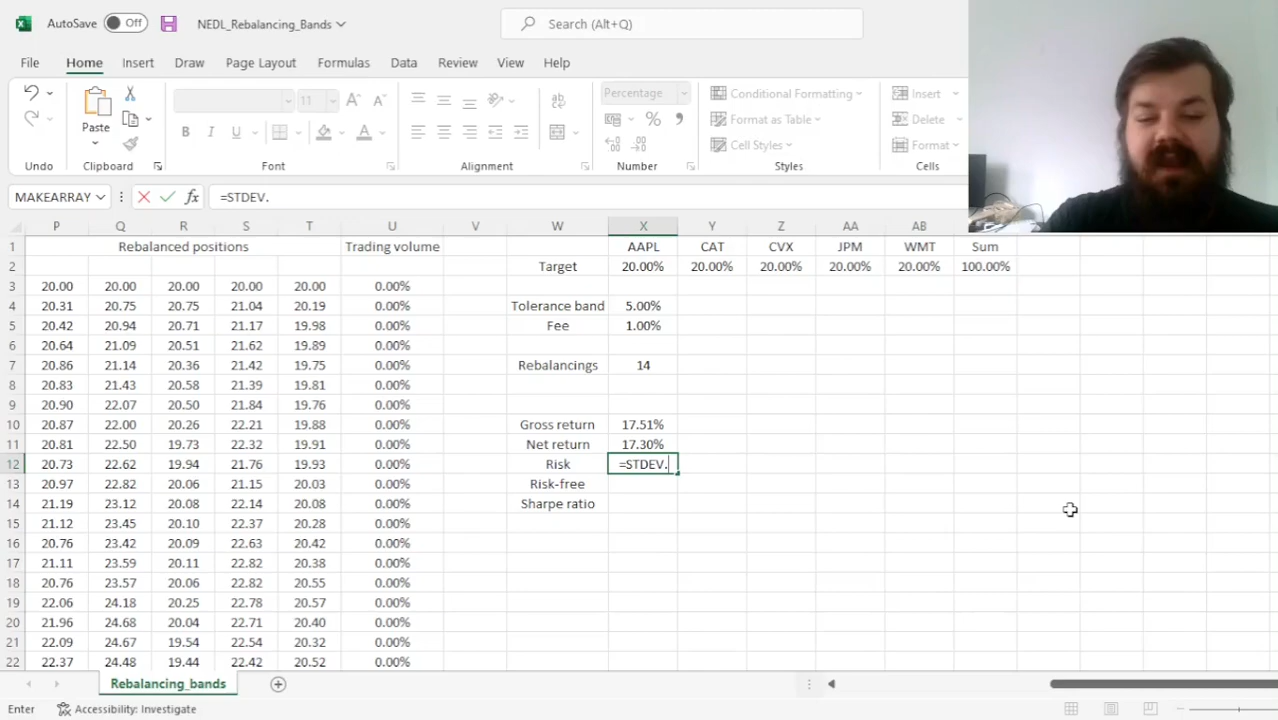 AutoSave Off NEDL_Rebalancing_Bands Search (Alt+Q)
File Home Insert Draw Page Layout Formulas Data Review View Help
11 Percentage Conditional Formatting Insert
Paste B I U A % Format as Table Delete
Cell Styles Format
Undo Clipboard Font Alignment Number Styles Cells
MAKEARRAY fx =STDEV.
P Q R S T U V W X Y Z AA AB AC
1 Rebalanced positions Trading volume AAPL CAT CVX JPM WMT Sum
2 Target 20.00% 20.00% 20.00% 20.00% 20.00% 100.00%
3 20.00 20.00 20.00 20.00 20.00 0.00%
4 20.31 20.75 20.75 21.04 20.19 0.00% Tolerance band 5.00%
5 20.42 20.94 20.71 21.17 19.98 0.00% Fee 1.00%
6 20.64 21.09 20.51 21.62 19.89 0.00%
7 20.86 21.14 20.36 21.42 19.75 0.00% Rebalancings 14
8 20.83 21.43 20.58 21.39 19.81 0.00%
9 20.90 22.07 20.50 21.84 19.76 0.00%
10 20.87 22.00 20.26 22.21 19.88 0.00% Gross return 17.51%
11 20.81 22.50 19.73 22.32 19.91 0.00% Net return 17.30%
12 20.73 22.62 19.94 21.76 19.93 0.00% Risk =STDEV.
13 20.97 22.82 20.06 21.15 20.03 0.00% Risk-free
14 21.19 23.12 20.08 22.14 20.08 0.00% Sharpe ratio
15 21.12 23.45 20.10 22.37 20.28 0.00%
16 20.76 23.42 20.09 22.63 20.42 0.00%
17 21.11 23.59 20.11 22.82 20.38 0.00%
18 20.76 23.57 20.06 22.82 20.55 0.00%
19 22.06 24.18 20.25 22.78 20.57 0.00%
20 21.96 24.68 20.04 22.71 20.40 0.00%
21 22.09 24.67 19.54 22.54 20.32 0.00%
22 22.37 24.48 19.44 22.42 20.52 0.00%
Rebalancing_bands
Enter Accessibility: Investigate